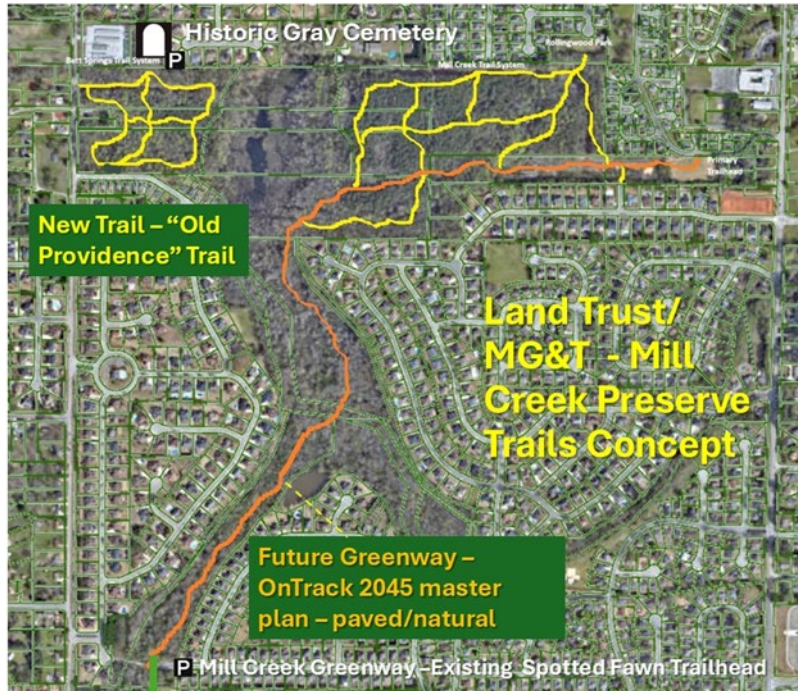 Historic Gray Cemetery
Rollingwood Park
Batt Springs Trail System
P
Mill Creek Trail System
Primary
Trailhead
New Trail – “Old
Providence” Trail
Land Trust/
MG&T - Mill
Creek Preserve
Trails Concept
Future Greenway –
OnTrack 2045 master
plan – paved/natural
P Mill Creek Greenway –Existing Spotted Fawn Trailhead